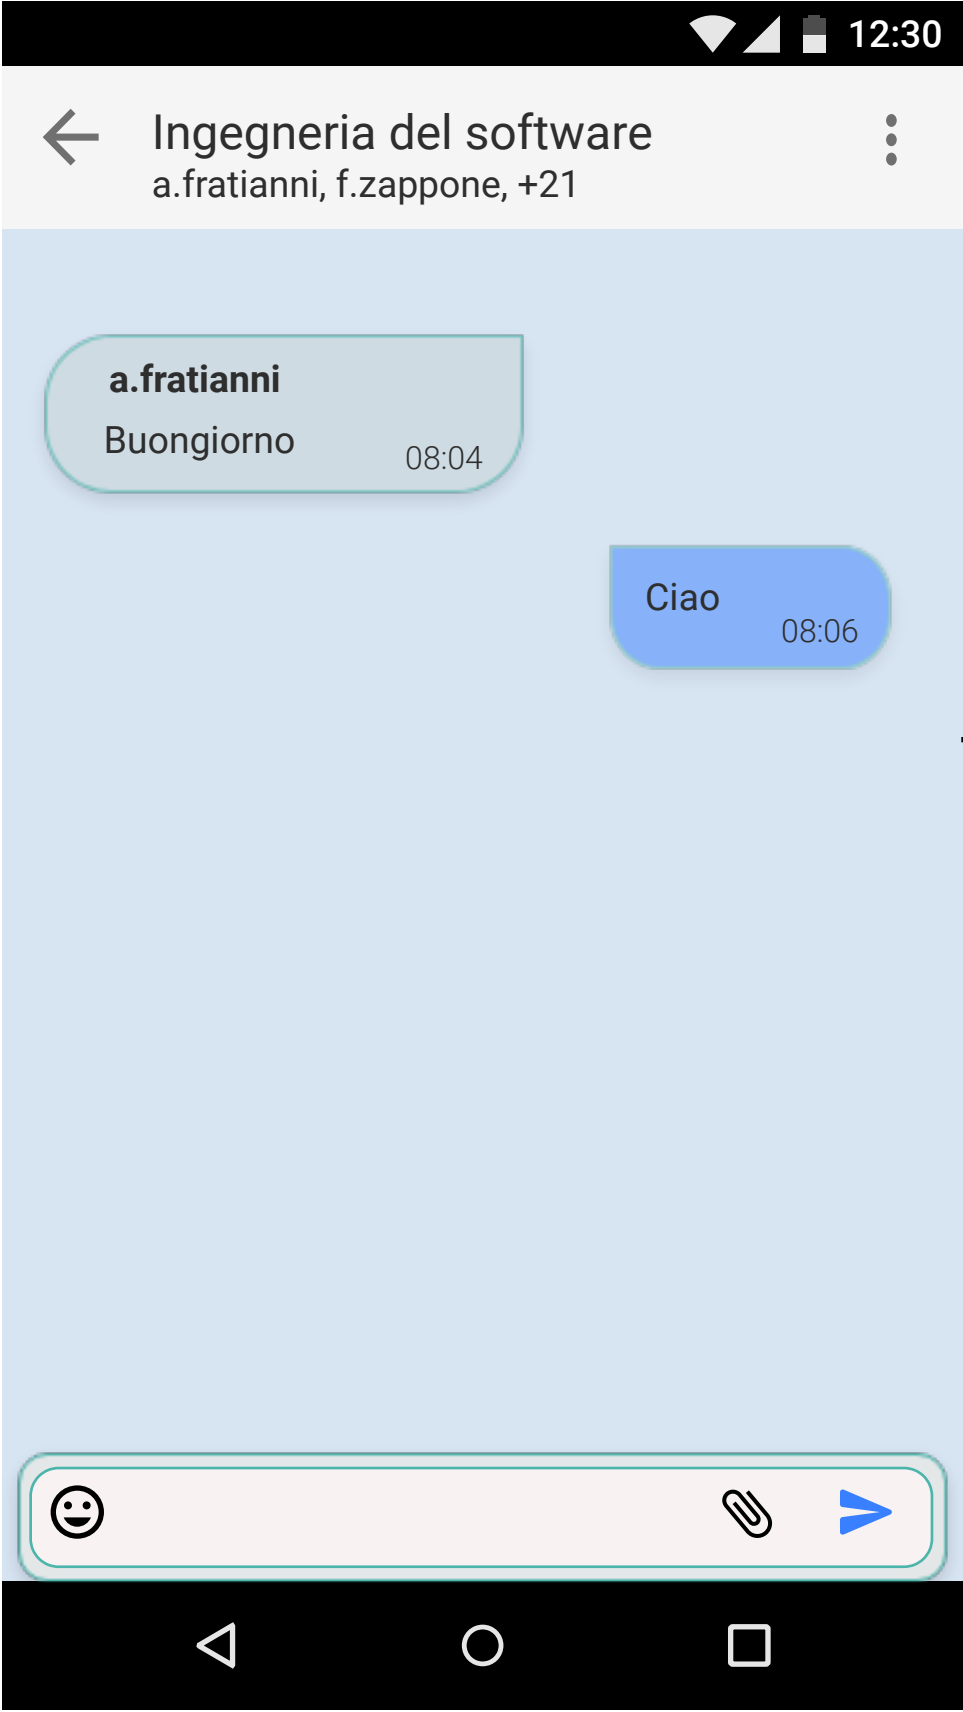 12:30
Ingegneria del software
a.fratianni, f.zappone, +21
a.fratianni
Buongiorno
08:04
Ciao
08:06